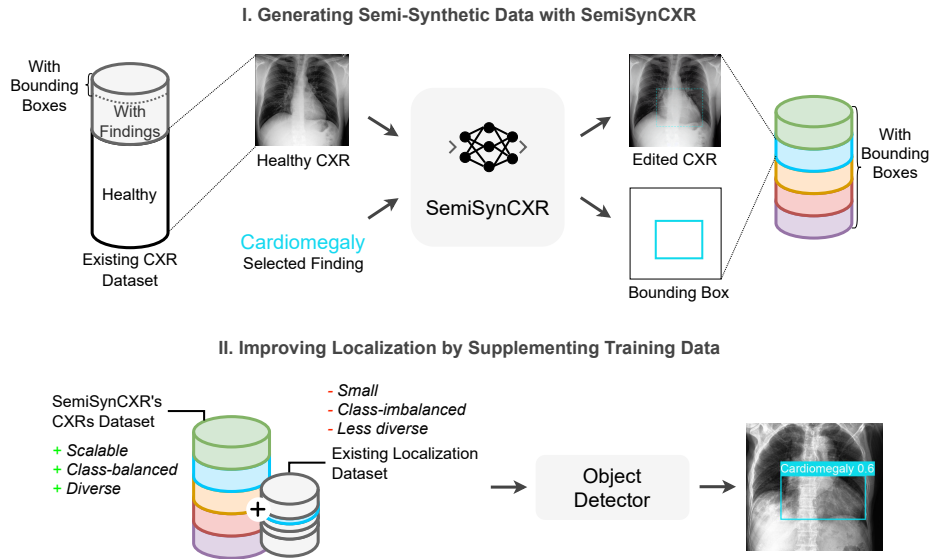 I. Generating Semi-Synthetic Data with SemiSynCXR
With
Bounding
Boxes
With
Findings
Healthy
Existing CXR
Dataset
Healthy CXR
Cardiomegaly
Selected Finding
SemiSynCXR
Edited CXR
Bounding Box
With
Bounding
Boxes
II. Improving Localization by Supplementing Training Data
SemiSynCXR's
CXRs Dataset
+ Scalable
+ Class-balanced
+ Diverse
- Small
- Class-imbalanced
- Less diverse
Existing Localization
Dataset
+
Object
Detector
Cardiomegaly 0.6